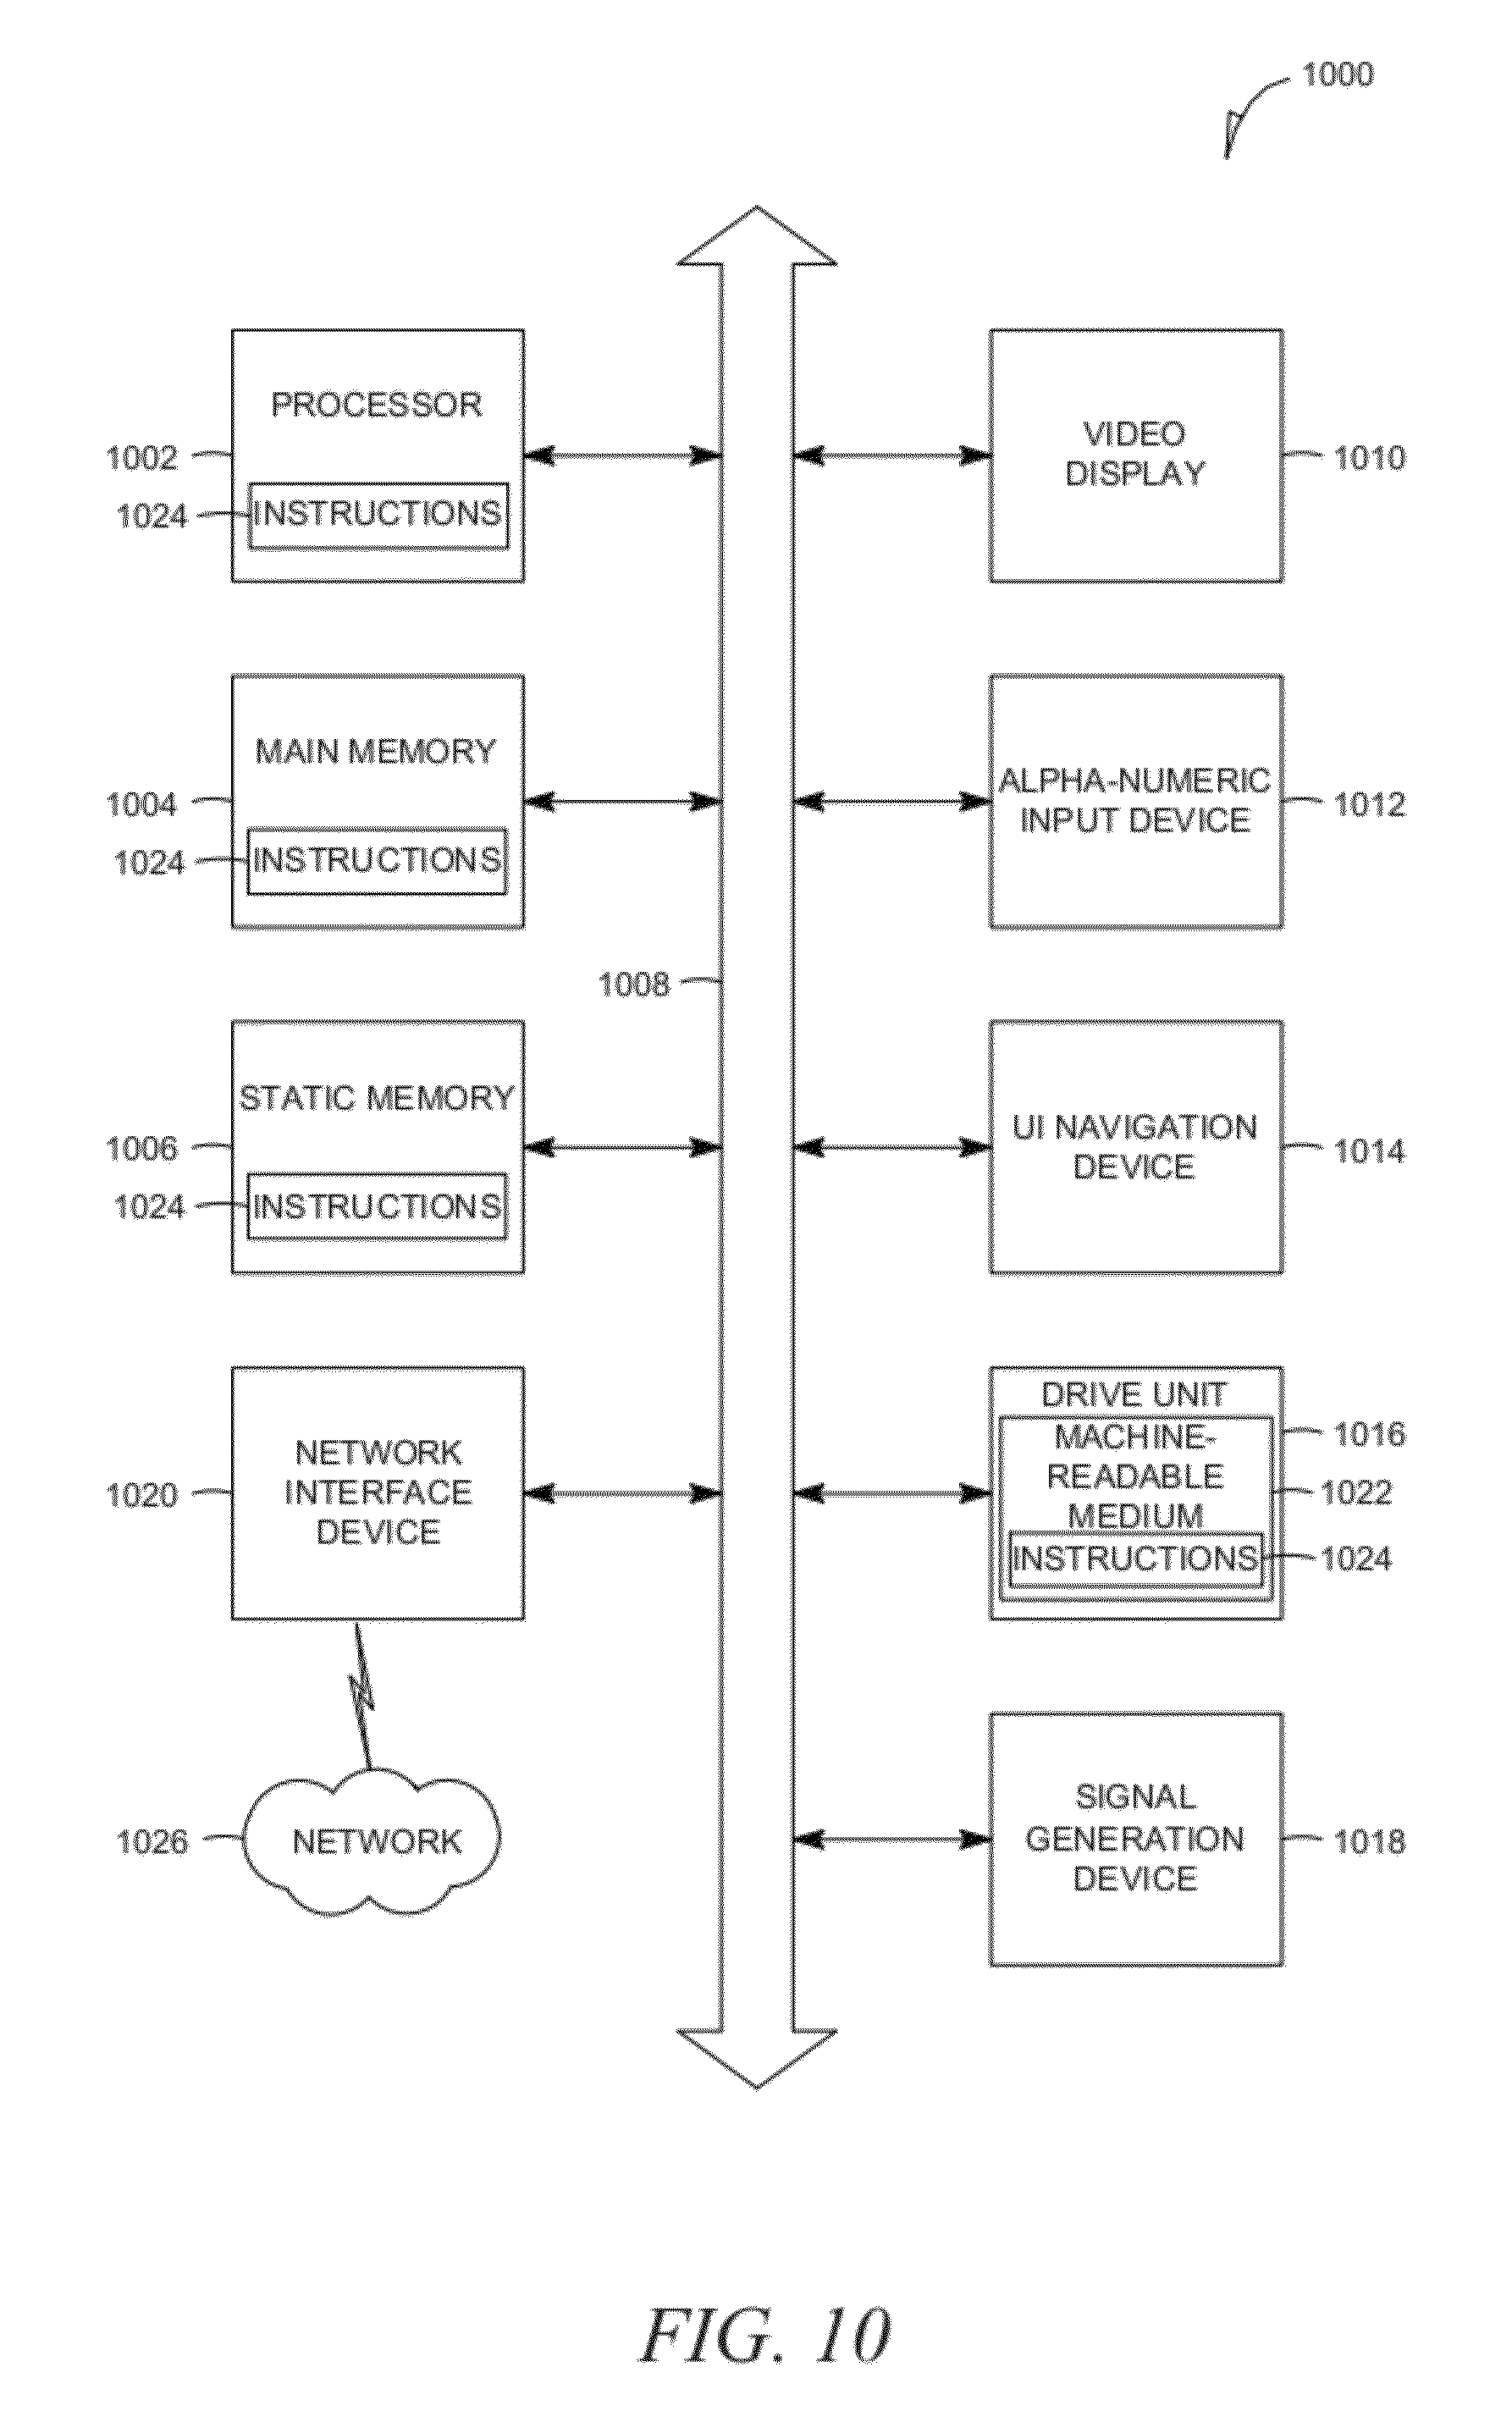 1000
PROCESSOR
1002
1024
INSTRUCTIONS
VIDEO
DISPLAY
1010
MAIN MEMORY
1004
1024
INSTRUCTIONS
ALPHA-NUMERIC
INPUT DEVICE
1012
1008
STATIC MEMORY
1006
1024
INSTRUCTIONS
UI NAVIGATION
DEVICE
1014
NETWORK
INTERFACE
DEVICE
1020
DRIVE UNIT
1016
MACHINE-
READABLE
MEDIUM
1022
INSTRUCTIONS
1024
NETWORK
1026
SIGNAL
GENERATION
DEVICE
1018
FIG. 10